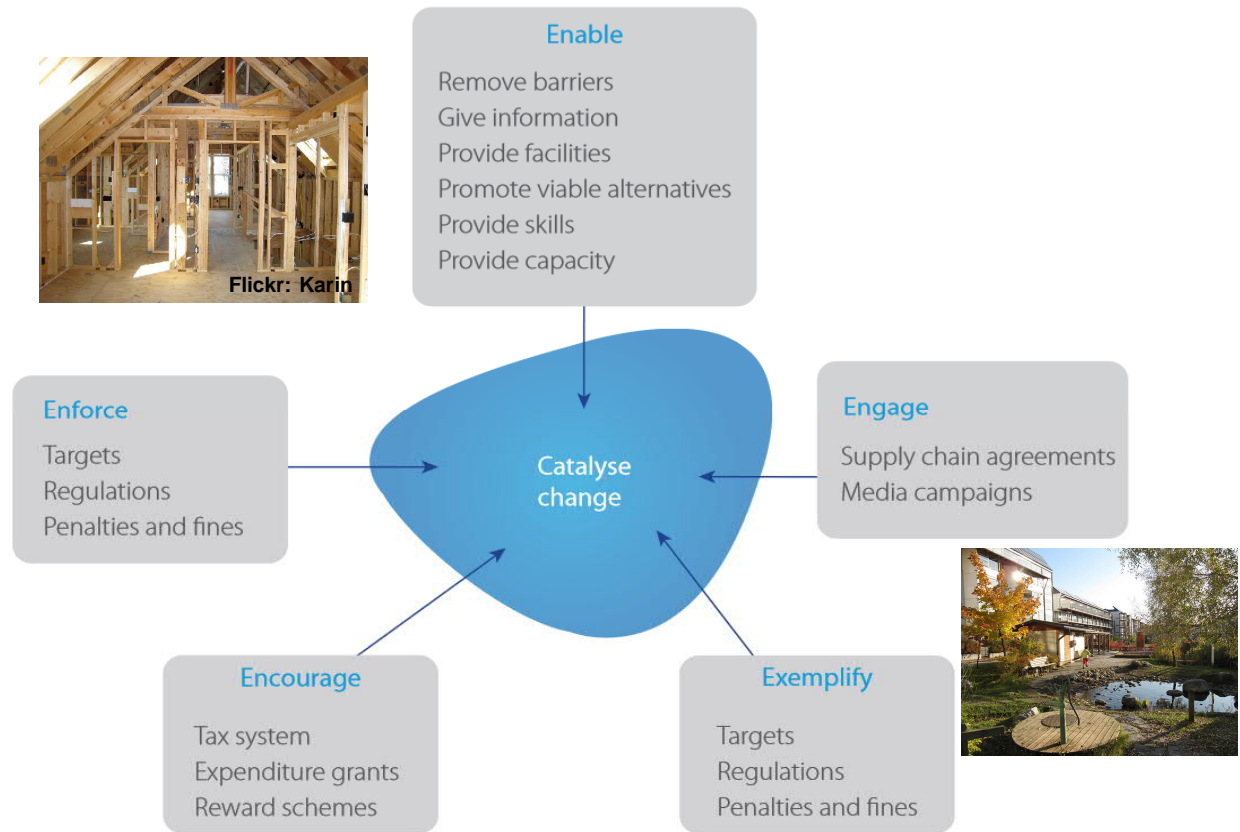 Enable
Remove barriers
Give information
Provide facilities
Promote viable alternatives
Provide skills
Provide capacity
Flickr: Karin
Enforce
Targets
Regulations
Penalties and fines
Catalyse
change
Engage
Supply chain agreements
Media campaigns
Encourage
Tax system
Expenditure grants
Reward schemes
Exemplify
Targets
Regulations
Penalties and fines